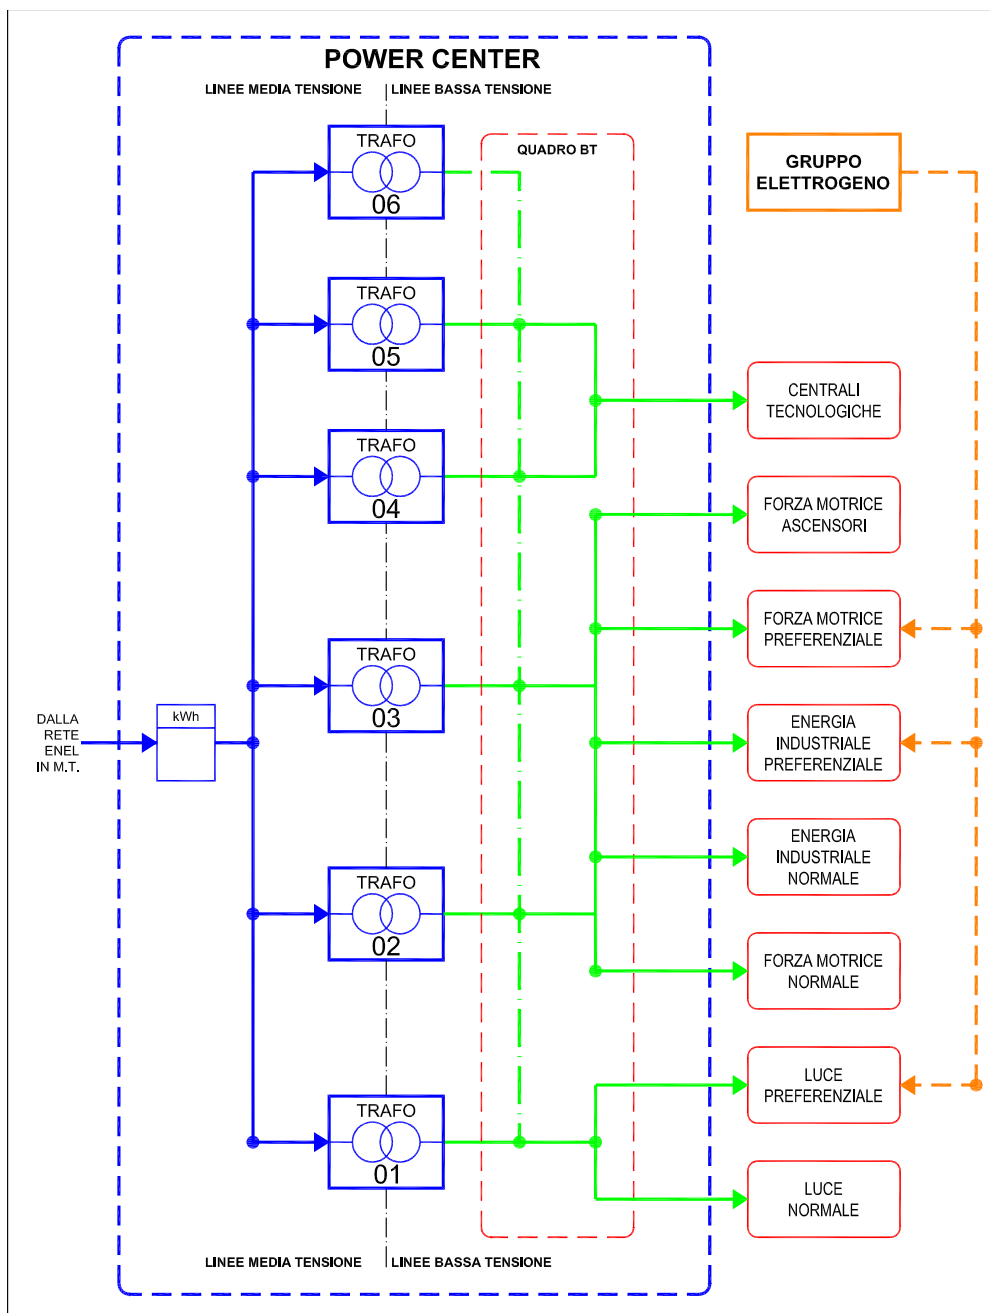 POWER CENTER
LINEE MEDIA TENSIONE
LINEE BASSA TENSIONE
QUADRO BT
TRAFO
06
TRAFO
05
TRAFO
04
TRAFO
03
TRAFO
02
TRAFO
01
DALLA
RETE
ENEL
IN M.T.
kWh
GRUPPO
ELETTROGENO
CENTRALI
TECNOLOGICHE
FORZA MOTRICE
ASCENSORI
FORZA MOTRICE
PREFERENZIALE
ENERGIA
INDUSTRIALE
PREFERENZIALE
ENERGIA
INDUSTRIALE
NORMALE
FORZA MOTRICE
NORMALE
LUCE
PREFERENZIALE
LUCE
NORMALE
LINEE MEDIA TENSIONE
LINEE BASSA TENSIONE